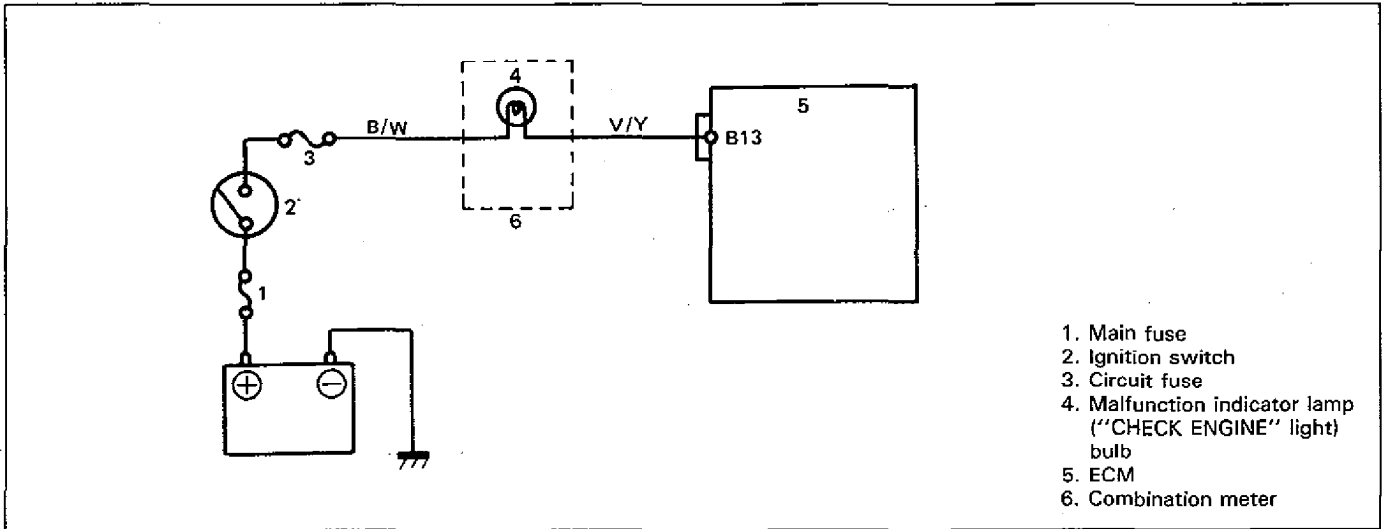 4
5
B/W
V/Y
B13
3
2
6
1
⊕ ⊖
1. Main fuse
2. Ignition switch
3. Circuit fuse
4. Malfunction indicator lamp
(''CHECK ENGINE'' light)
bulb
5. ECM
6. Combination meter